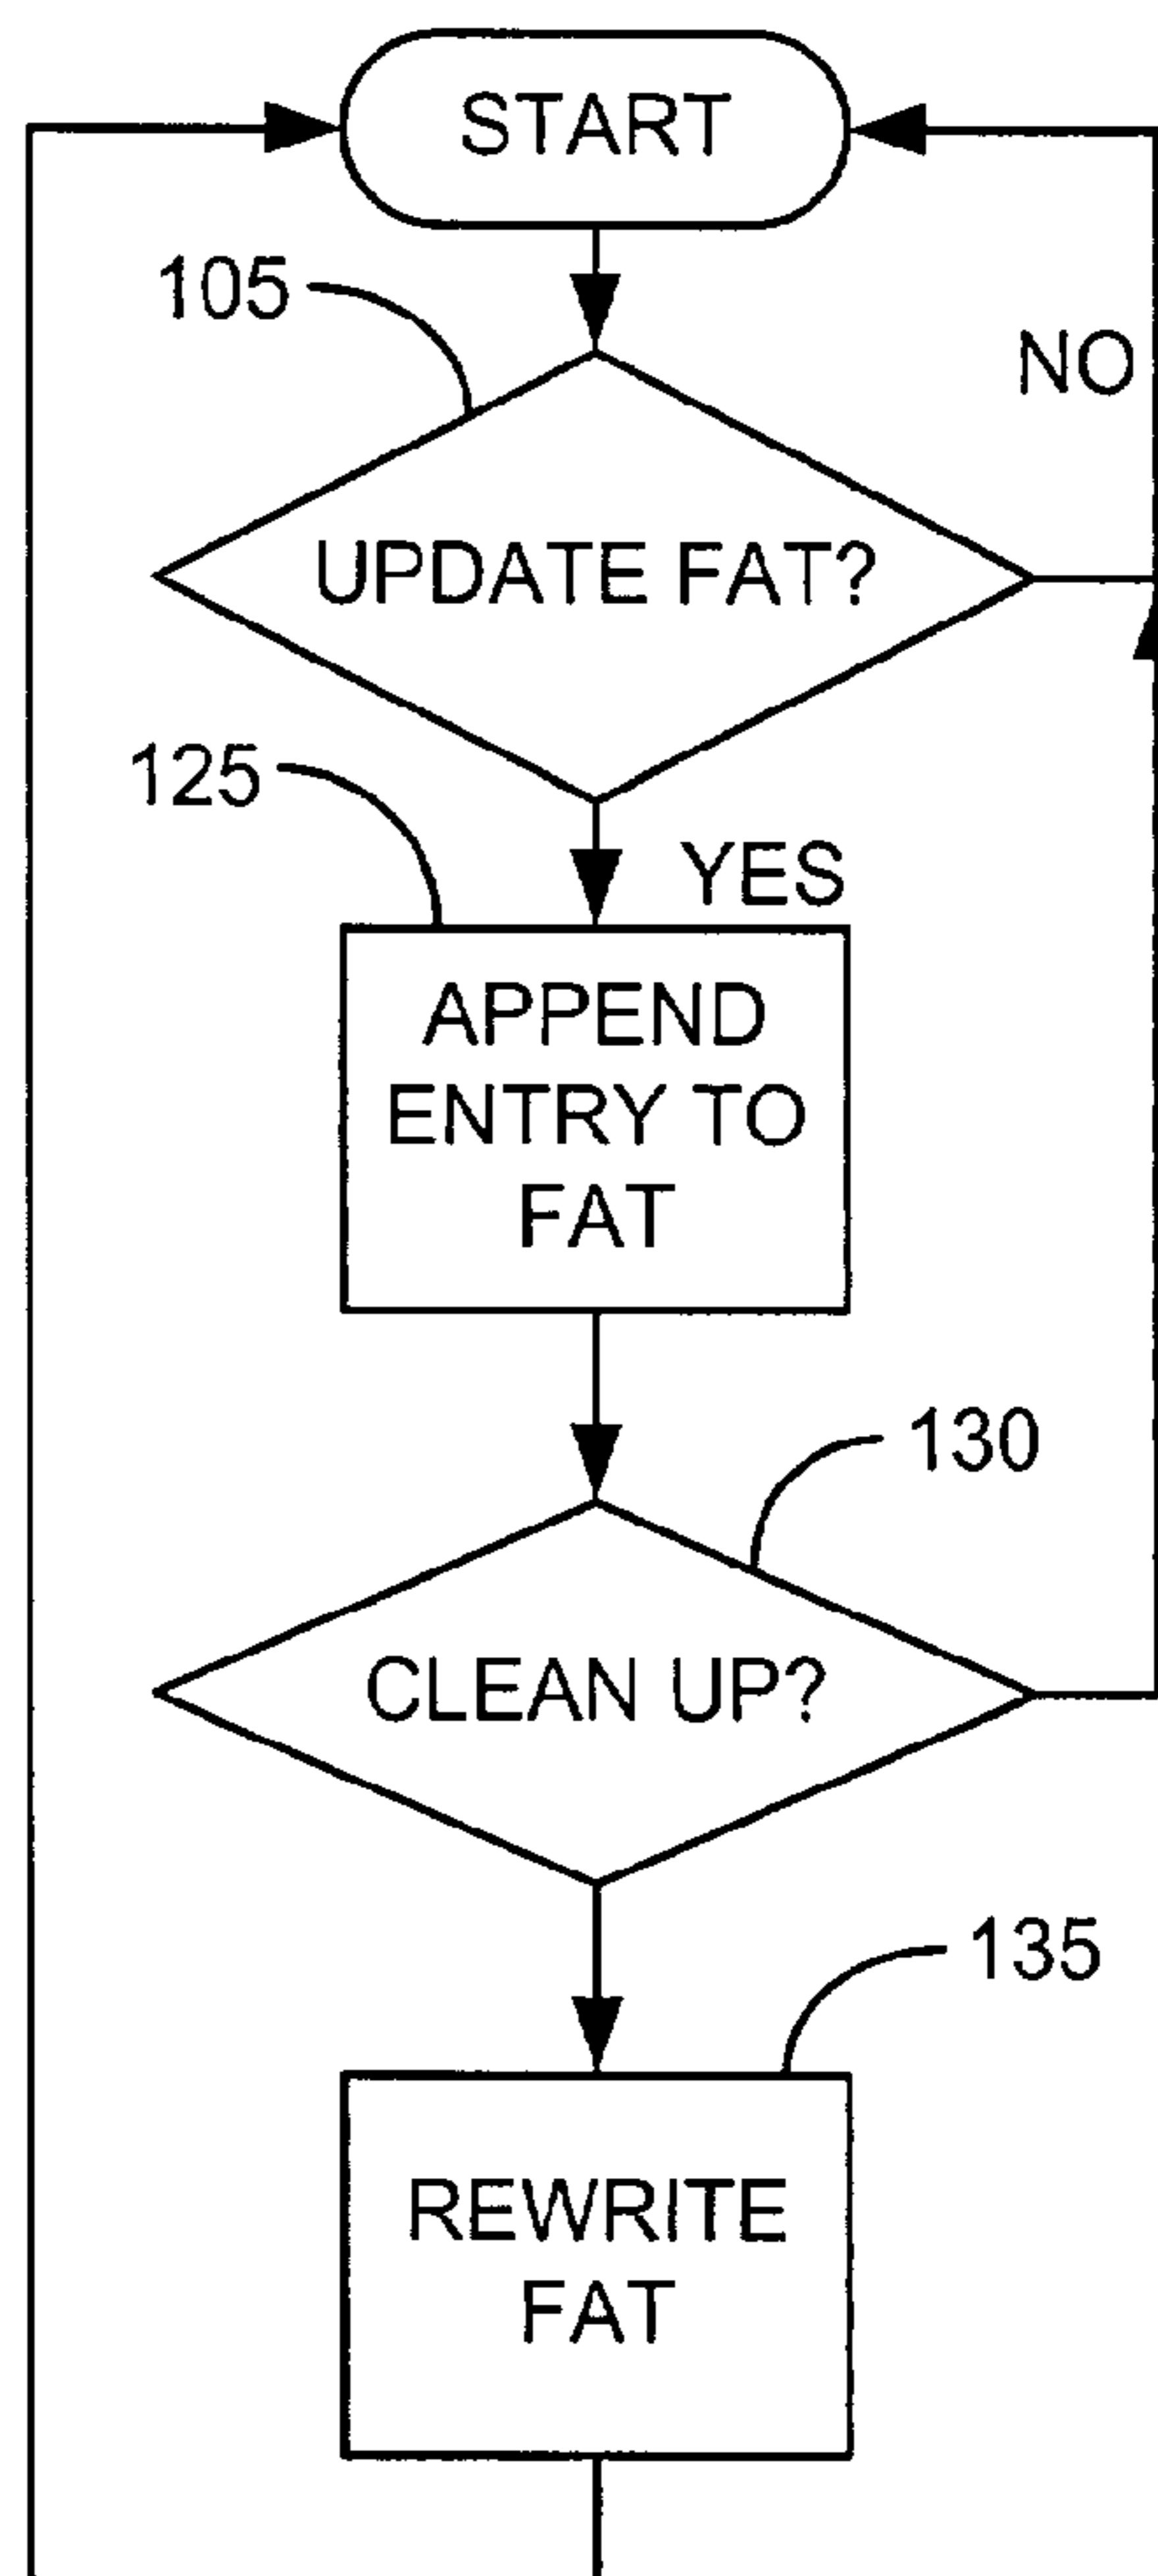 START
105
NO
UPDATE FAT?
125
YES
APPEND
ENTRY TO
FAT
130
CLEAN UP?
135
REWRITE
FAT